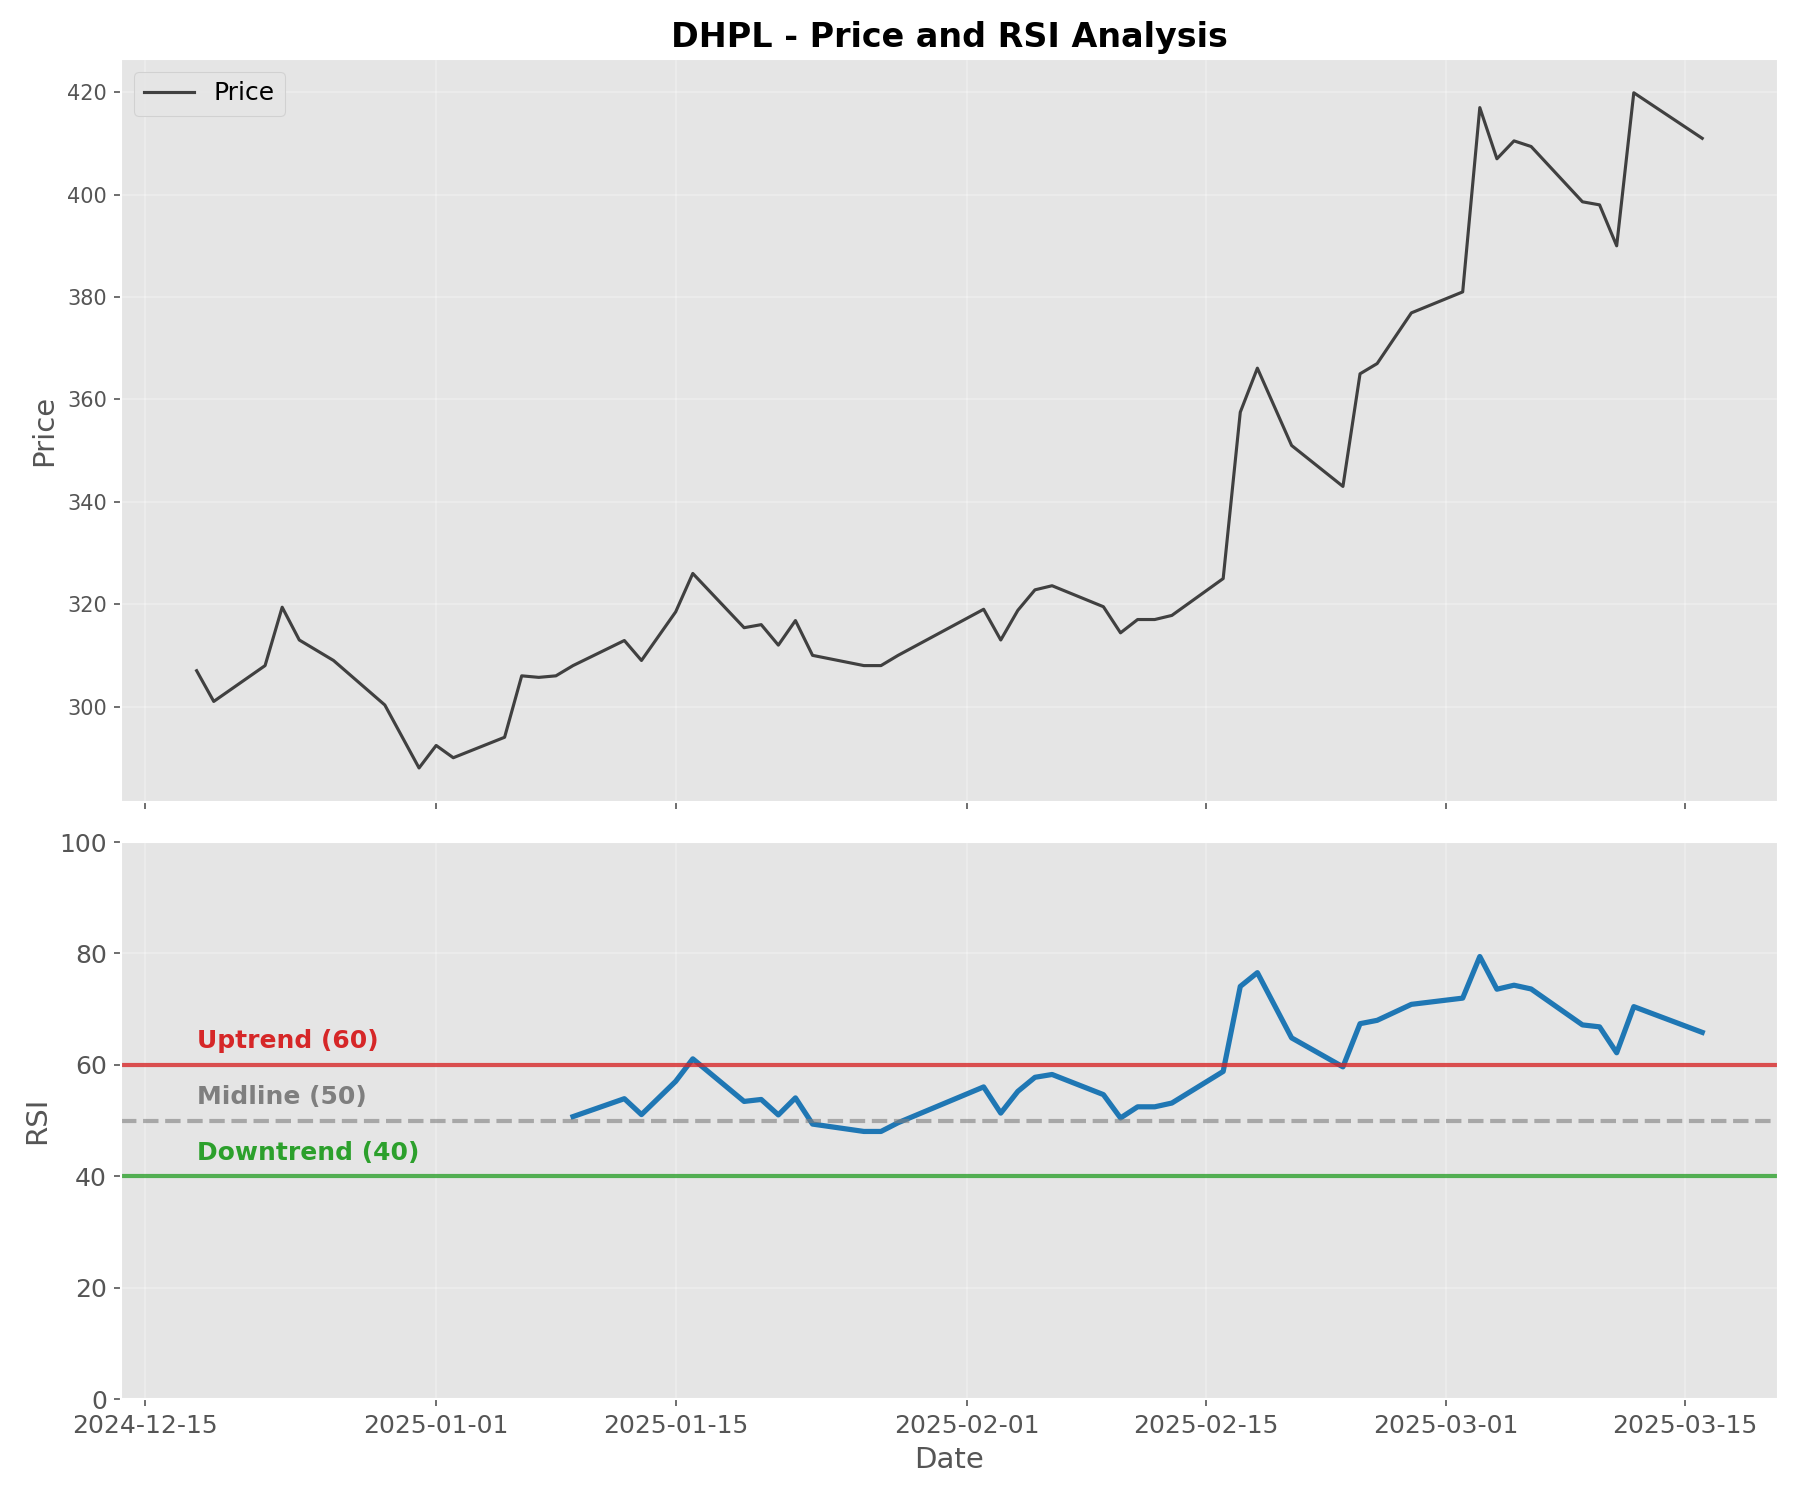 DHPL - Price and RSI Analysis
Price
420
400
380
360
340
320
300
Price
100
80
60
40
20
0
RSI
Uptrend (60)
Midline (50)
Downtrend (40)
2024-12-15
2025-01-01
2025-01-15
2025-02-01
2025-02-15
2025-03-01
2025-03-15
Date